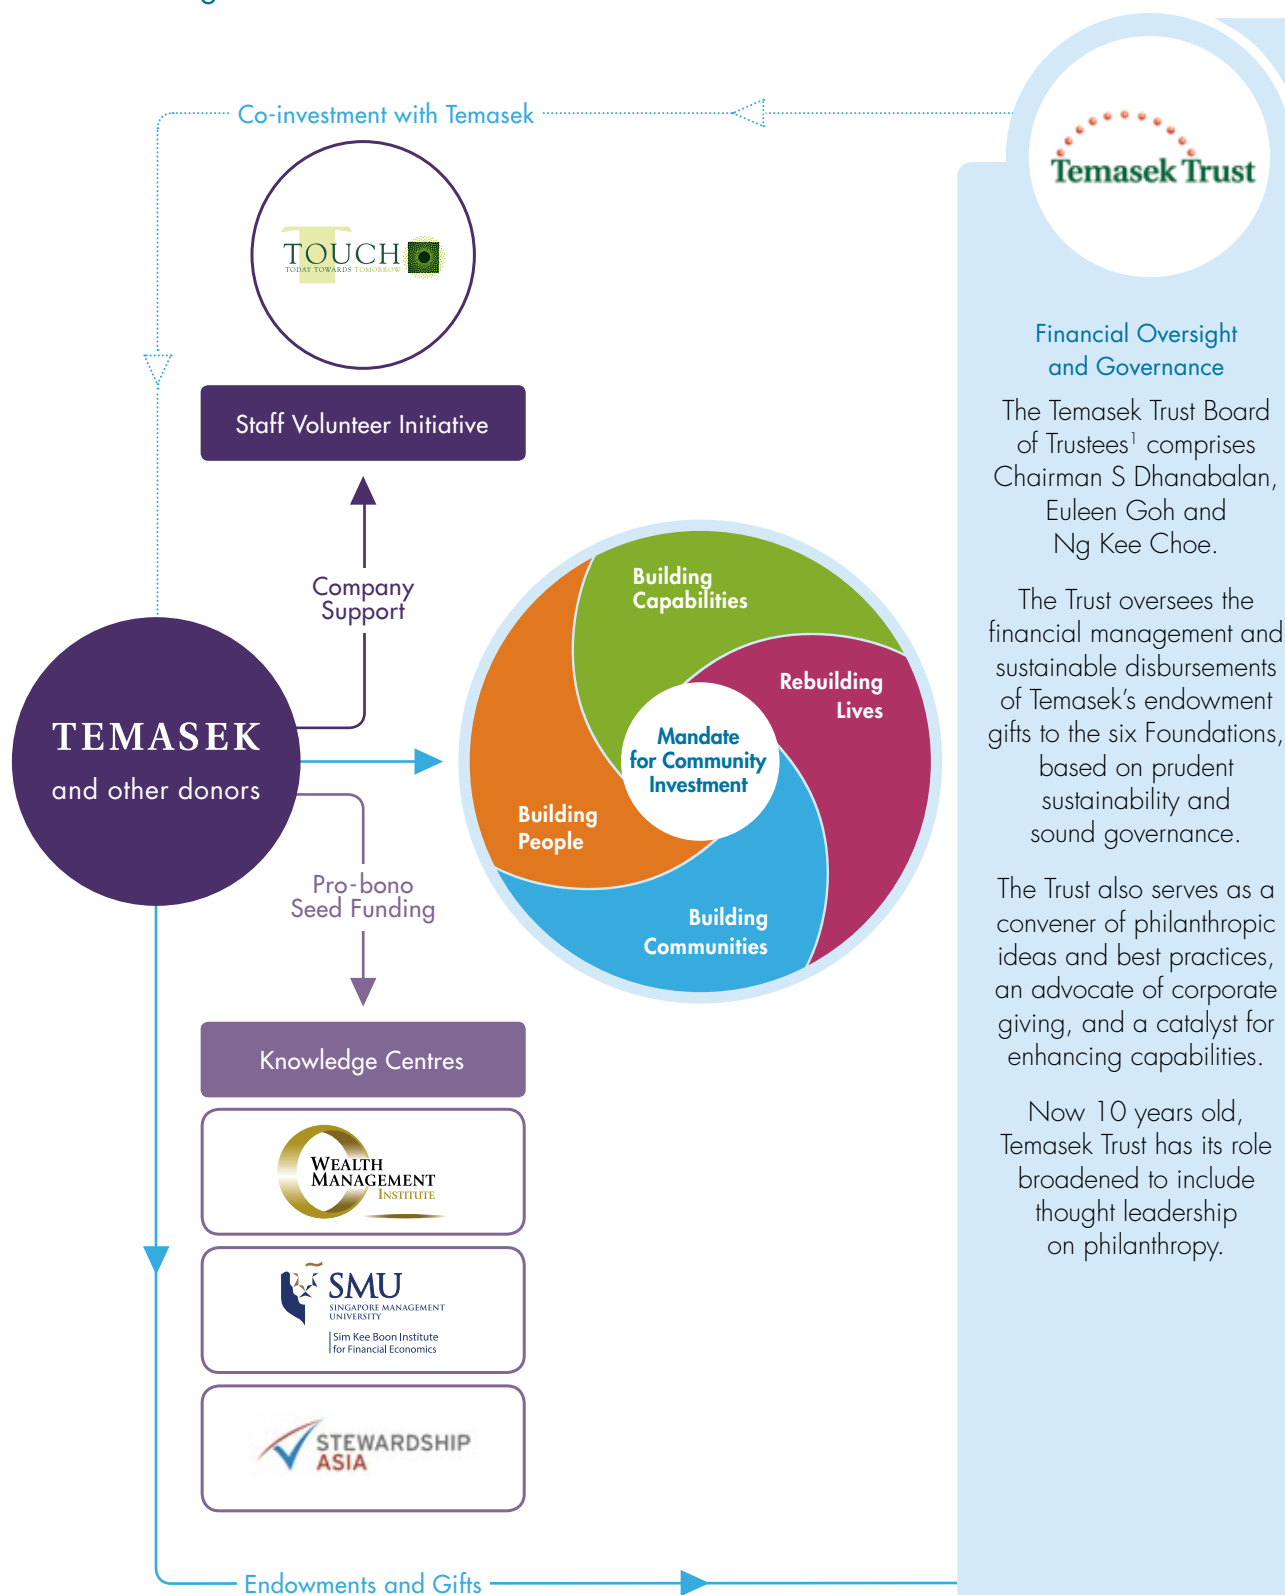 Co-investment with Temasek
TOUCH
TODAY TOWARDS TOMORROW
Staff Volunteer Initiative
Company
Support
TEMASEK
and other donors
Pro-bono
Seed Funding
Knowledge Centres
WEALTH
MANAGEMENT
INSTITUTE
SMU
SINGAPORE MANAGEMENT
UNIVERSITY
Sim Kee Boon Institute
for Financial Economics
STEWARDSHIP
ASIA
Endowments and Gifts
Building
Capabilities
Rebuilding
Lives
Mandate
for Community
Investment
Building
People
Building
Communities
Temasek Trust
Financial Oversight
and Governance
The Temasek Trust Board
of Trustees¹ comprises
Chairman S Dhanabalan,
Euleen Goh and
Ng Kee Choe.
The Trust oversees the
financial management and
sustainable disbursements
of Temasek’s endowment
gifts to the six Foundations,
based on prudent
sustainability and
sound governance.
The Trust also serves as a
convener of philanthropic
ideas and best practices,
an advocate of corporate
giving, and a catalyst for
enhancing capabilities.
Now 10 years old,
Temasek Trust has its role
broadened to include
thought leadership
on philanthropy.